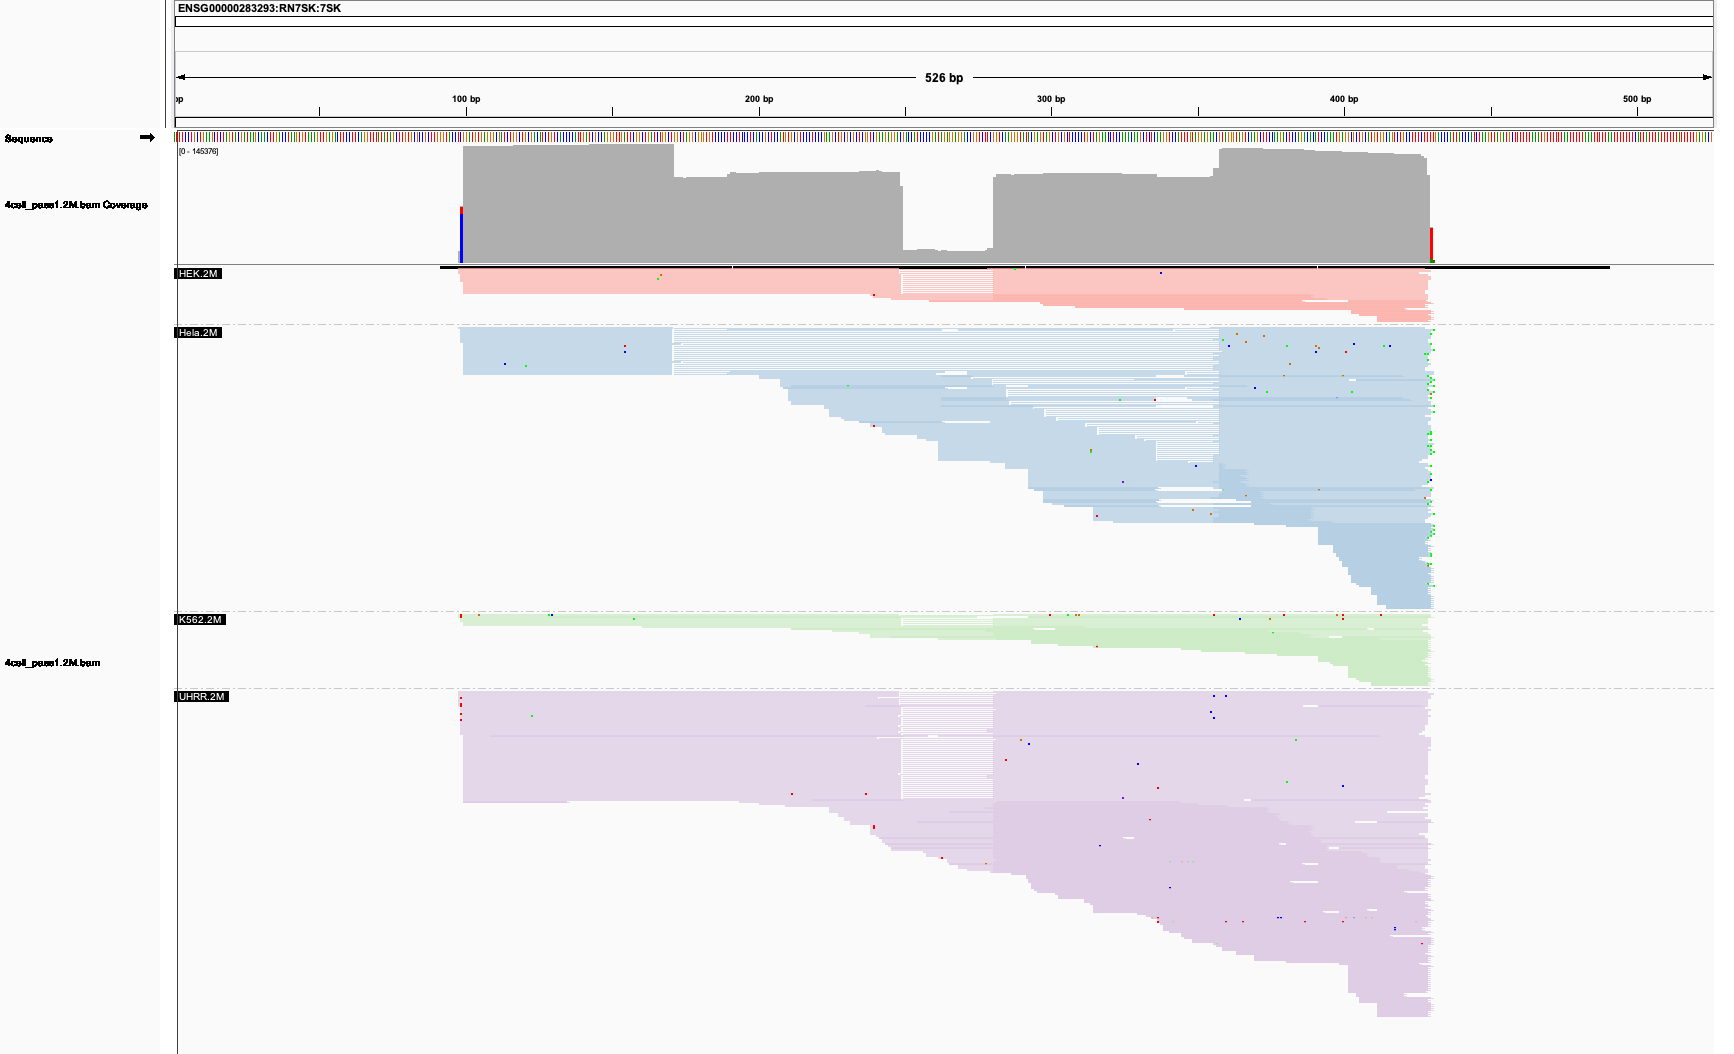 ENSG00000283293:RN7SK:7SK
526 bp
bp
100 bp
200 bp
300 bp
400 bp
500 bp
Sequence
[0 - 145376]
4cell_pass1.2M.bam Coverage
HEK.2M
Hela.2M
K562.2M
4cell_pass1.2M.bam
UHRR.2M